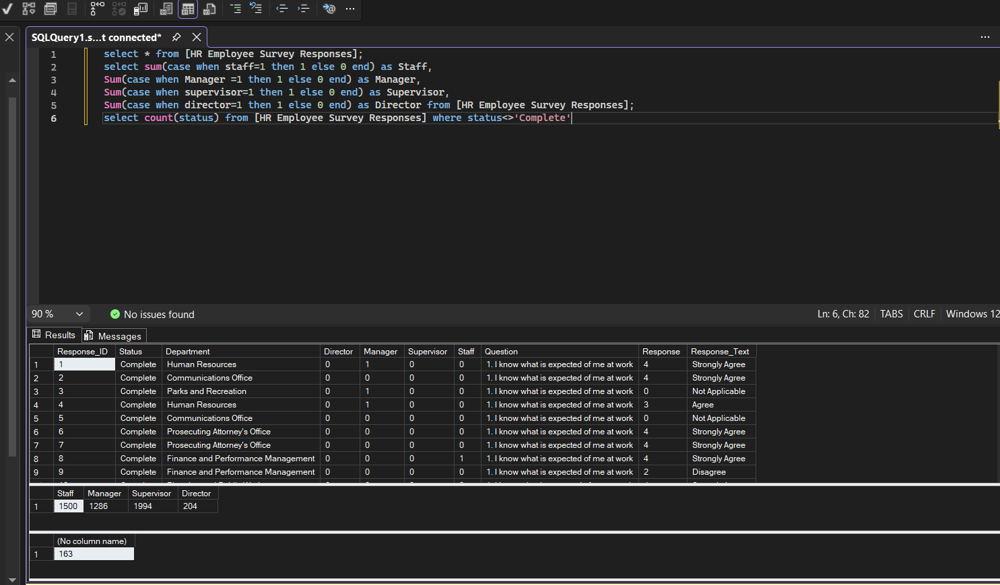 SQLQuery1.s...t connected*
1 select * from [HR Employee Survey Responses];
2 select sum(case when staff=1 then 1 else 0 end) as Staff,
3 Sum(case when Manager =1 then 1 else 0 end) as Manager,
4 Sum(case when supervisor=1 then 1 else 0 end) as Supervisor,
5 Sum(case when director=1 then 1 else 0 end) as Director from [HR Employee Survey Responses];
6 select count(status) from [HR Employee Survey Responses] where status<>'Complete'
90 % No issues found Ln: 6, Ch: 82 TABS CRLF Windows 12
Results Messages
Response_ID Status Department Director Manager Supervisor Staff Question Response Response_Text
1 1 Complete Human Resources 0 1 0 0 1. I know what is expected of me at work 4 Strongly Agree
2 2 Complete Communications Office 0 0 0 0 1. I know what is expected of me at work 4 Strongly Agree
3 3 Complete Parks and Recreation 0 1 0 0 1. I know what is expected of me at work 0 Not Applicable
4 4 Complete Human Resources 0 1 0 0 1. I know what is expected of me at work 3 Agree
5 5 Complete Communications Office 0 0 0 0 1. I know what is expected of me at work 0 Not Applicable
6 6 Complete Prosecuting Attorney's Office 0 0 0 0 1. I know what is expected of me at work 4 Strongly Agree
7 7 Complete Prosecuting Attorney's Office 0 0 0 0 1. I know what is expected of me at work 4 Strongly Agree
8 8 Complete Finance and Performance Management 0 0 0 1 1. I know what is expected of me at work 4 Strongly Agree
9 9 Complete Finance and Performance Management 0 0 0 0 1. I know what is expected of me at work 2 Disagree
Staff Manager Supervisor Director
1 1500 1286 1994 204
(No column name)
1 163